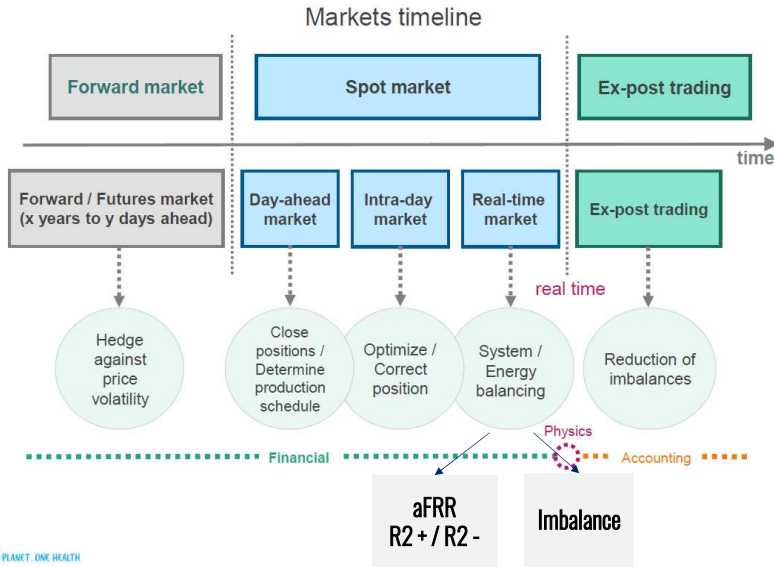 Markets timeline
Forward market
Spot market
Ex-post trading
time
Forward / Futures market
(x years to y days ahead)
Day-ahead
market
Intra-day
market
Real-time
market
Ex-post trading
real time
Hedge
against
price
volatility
Close
positions /
Determine
production
schedule
Optimize /
Correct
position
System /
Energy
balancing
Reduction of
imbalances
Physics
Financial
Accounting
aFRR
R2 + / R2 -
Imbalance
PLANET. ONE HEALTH